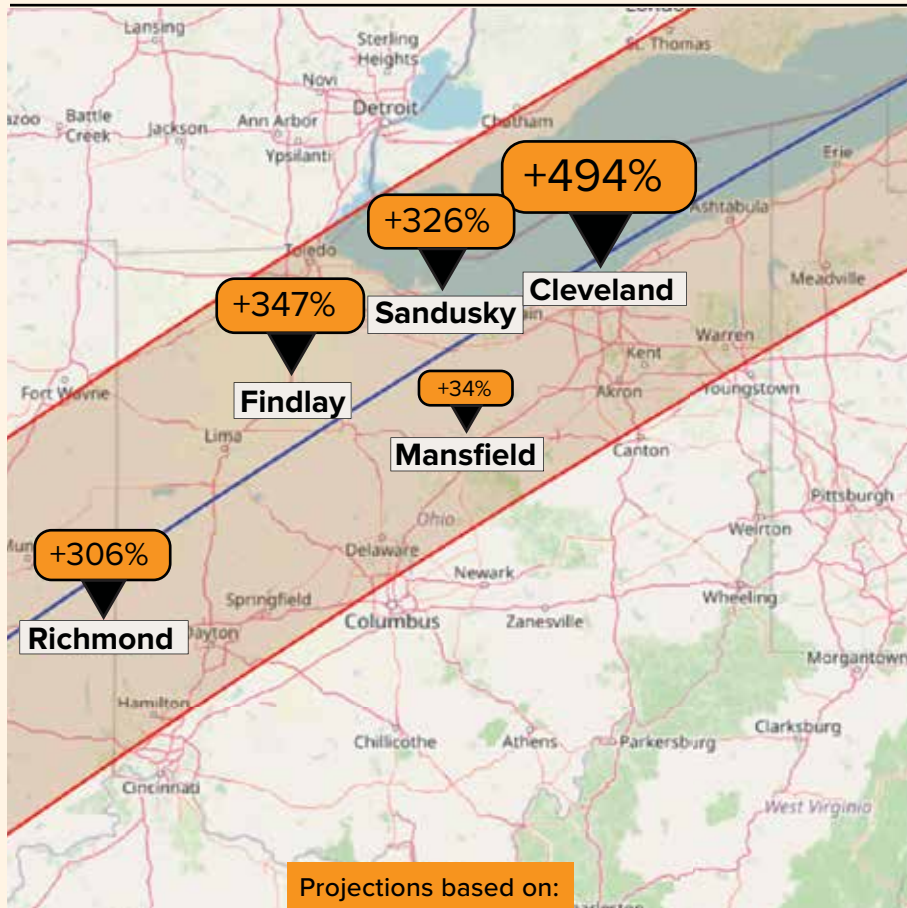 London
Lansing
Sterling
Heights
St. Thomas
Novi
Detroit
Battle
Creek
Jackson
Ann Arbor
Ypsilanti
Chatham
Erie
+494%
+326%
Ashtabula
Toledo
Meadville
Cleveland
+347%
Sandusky
Warren
Kent
Fort Wayne
Findlay
+34%
Akron
Youngstown
Lima
Mansfield
Canton
Pittsburgh
Ohio
Weirton
+306%
Delaware
Newark
Springfield
Wheeling
Columbus
Zanesville
Richmond
Dayton
Morgantown
Hamilton
Clarksburg
Chillicothe
Athens
Parkersburg
Cincinnati
West Virginia
Projections based on: